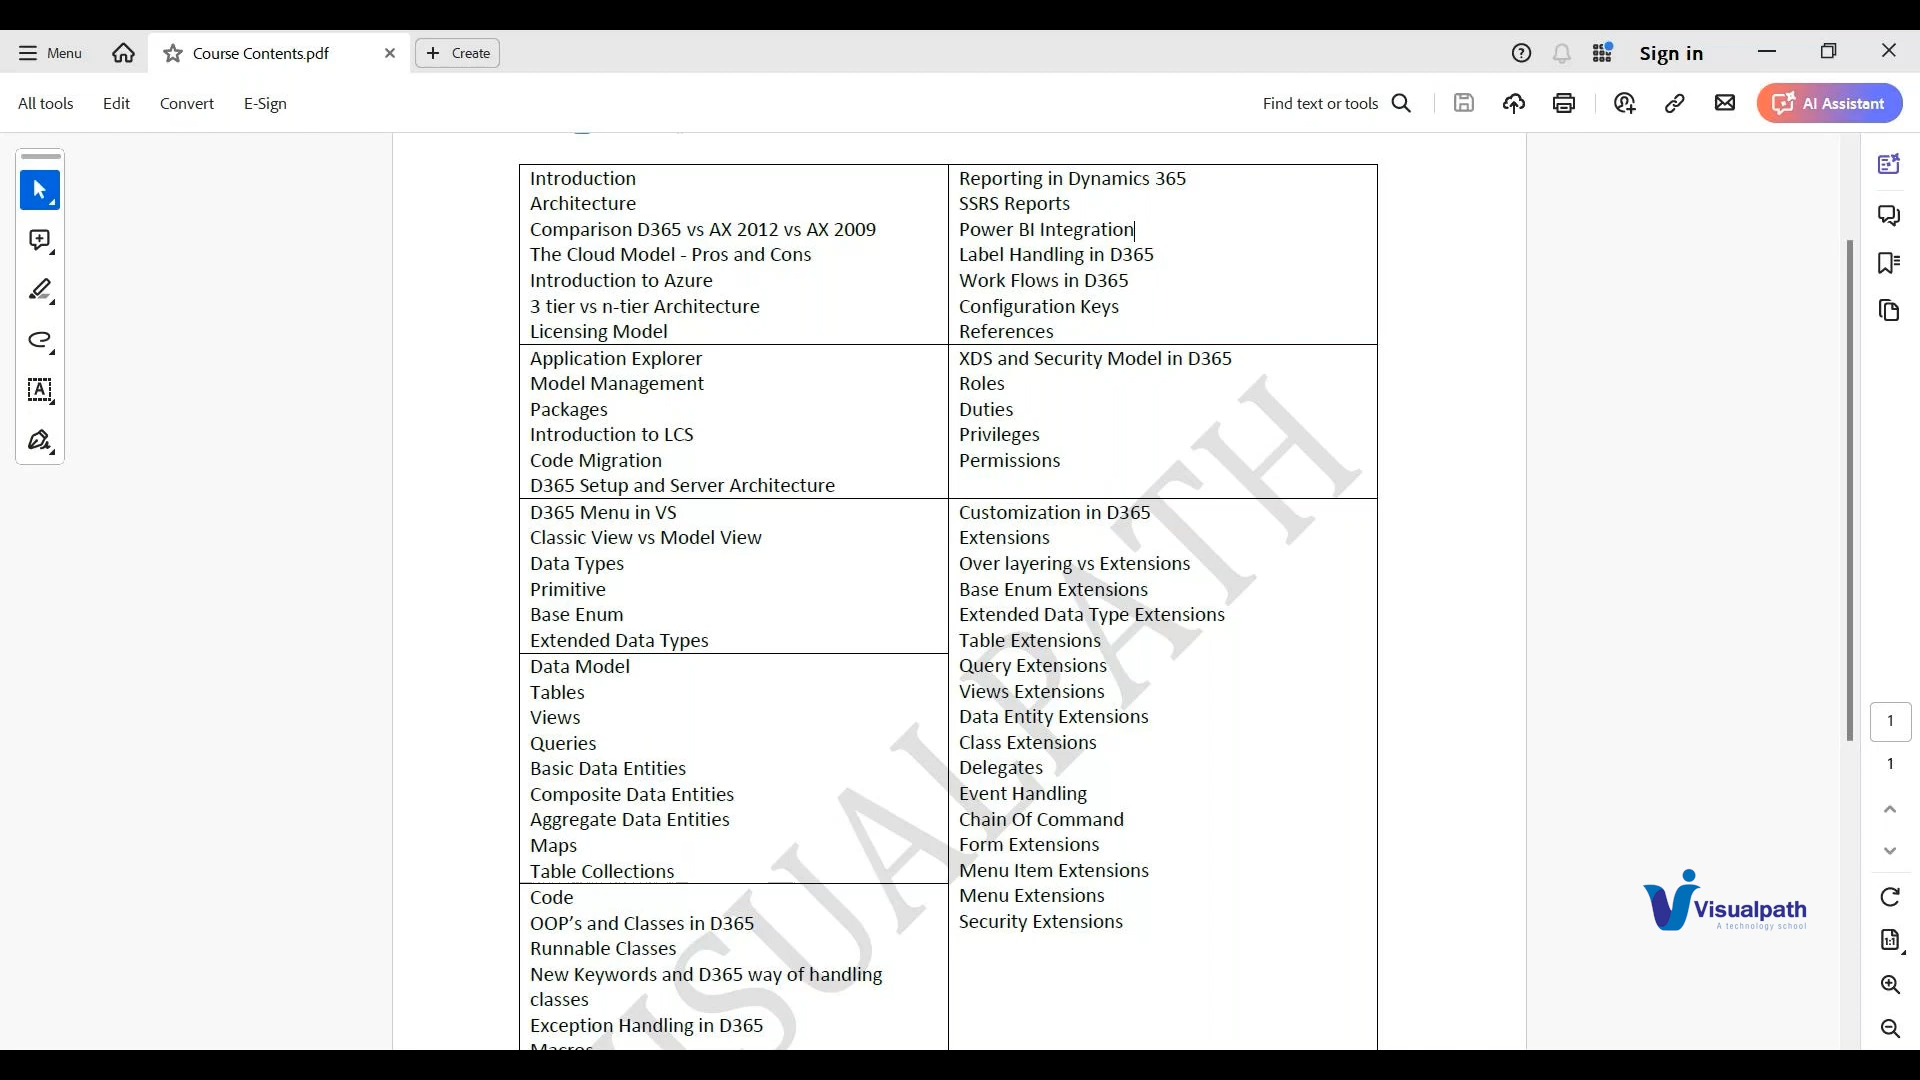 Menu
Course Contents.pdf
Create
Sign in
All tools
Edit
Convert
E-Sign
Find text or tools
AI Assistant
Introduction
Architecture
Comparison D365 vs AX 2012 vs AX 2009
The Cloud Model - Pros and Cons
Introduction to Azure
3 tier vs n-tier Architecture
Licensing Model
Reporting in Dynamics 365
SSRS Reports
Power BI Integration
Label Handling in D365
Work Flows in D365
Configuration Keys
References
Application Explorer
Model Management
Packages
Introduction to LCS
Code Migration
D365 Setup and Server Architecture
XDS and Security Model in D365
Roles
Duties
Privileges
Permissions
D365 Menu in VS
Classic View vs Model View
Data Types
Primitive
Base Enum
Extended Data Types
Data Model
Tables
Views
Queries
Basic Data Entities
Composite Data Entities
Aggregate Data Entities
Maps
Table Collections
Code
OOP's and Classes in D365
Runnable Classes
New Keywords and D365 way of handling
classes
Exception Handling in D365
Macros
Customization in D365
Extensions
Over layering vs Extensions
Base Enum Extensions
Extended Data Type Extensions
Table Extensions
Query Extensions
Views Extensions
Data Entity Extensions
Class Extensions
Delegates
Event Handling
Chain Of Command
Form Extensions
Menu Item Extensions
Menu Extensions
Security Extensions
VISUALPATH
1
1
Visualpath
A technology school